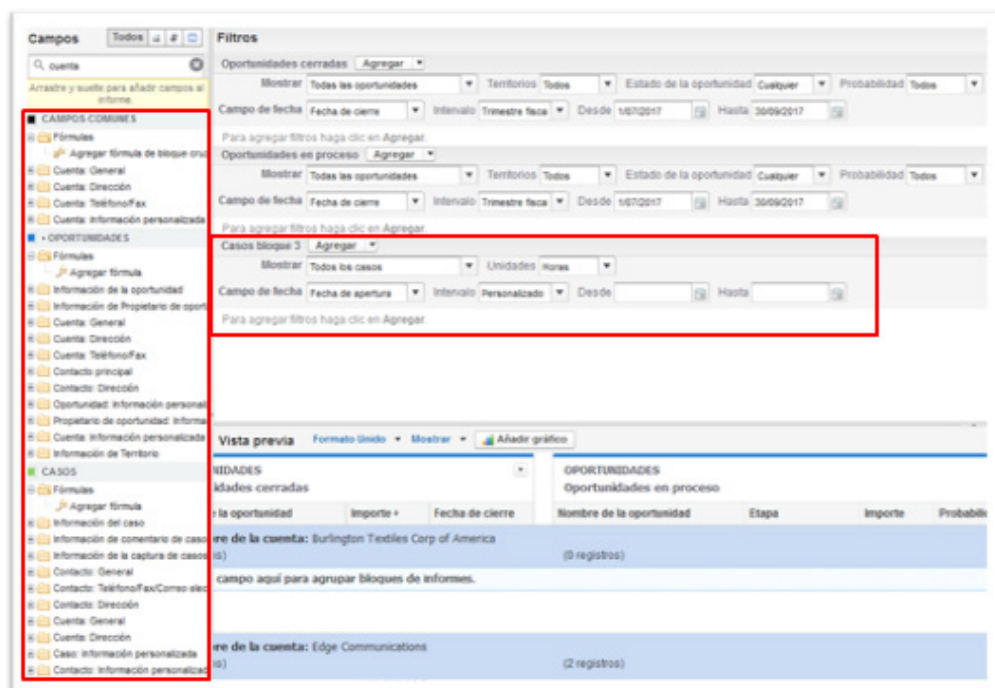 Campos Todos
cuenta
Arrastre y suelte para añadir campos al
informe.
CAMPOS COMUNES
Fórmulas
Agregar fórmula de bloque cruc
Cuenta: General
Cuenta: Dirección
Cuenta: Teléfono/Fax
Cuenta: Información personalizada
OPORTUNIDADES
Fórmulas
Agregar fórmula
Información de la oportunidad
Información de Propietario de oport
Cuenta: General
Cuenta: Dirección
Cuenta: Teléfono/Fax
Contacto principal
Contacto: Dirección
Oportunidad: Información personali
Propietario de oportunidad: Informa
Cuenta: Información personalizada
Información de Territorio
CASOS
Fórmulas
Agregar fórmula
Información del caso
Información de comentario de caso
Información de la captura de casos
Contacto: General
Contacto: Teléfono/Fax/Correo elec
Contacto: Dirección
Cuenta: General
Cuenta: Dirección
Caso: Información personalizada
Contacto: Información personalizad
Filtros
Oportunidades cerradas Agregar
Mostrar Todas las oportunidades Territorios Todos Estado de la oportunidad Cualquier Probabilidad Todos
Campo de fecha Fecha de cierre Intervalo Trimestre fisca Desde 1/07/2017 Hasta 30/09/2017
Para agregar filtros haga clic en Agregar.
Oportunidades en proceso Agregar
Mostrar Todas las oportunidades Territorios Todos Estado de la oportunidad Cualquier Probabilidad Todos
Campo de fecha Fecha de cierre Intervalo Trimestre fisca Desde 1/07/2017 Hasta 30/09/2017
Para agregar filtros haga clic en Agregar.
Casos bloque 3 Agregar
Mostrar Todos los casos Unidades Horas
Campo de fecha Fecha de apertura Intervalo Personalizado Desde Hasta
Para agregar filtros haga clic en Agregar.
Vista previa Formato Unido Mostrar Añadir gráfico
NIDADES OPORTUNIDADES
idades cerradas Oportunidades en proceso
e la oportunidad Importe Fecha de cierre Nombre de la oportunidad Etapa Importe Probabilid
re de la cuenta: Burlington Textiles Corp of America
os) (0 registros)
campo aquí para agrupar bloques de informes.
re de la cuenta: Edge Communications
os) (2 registros)